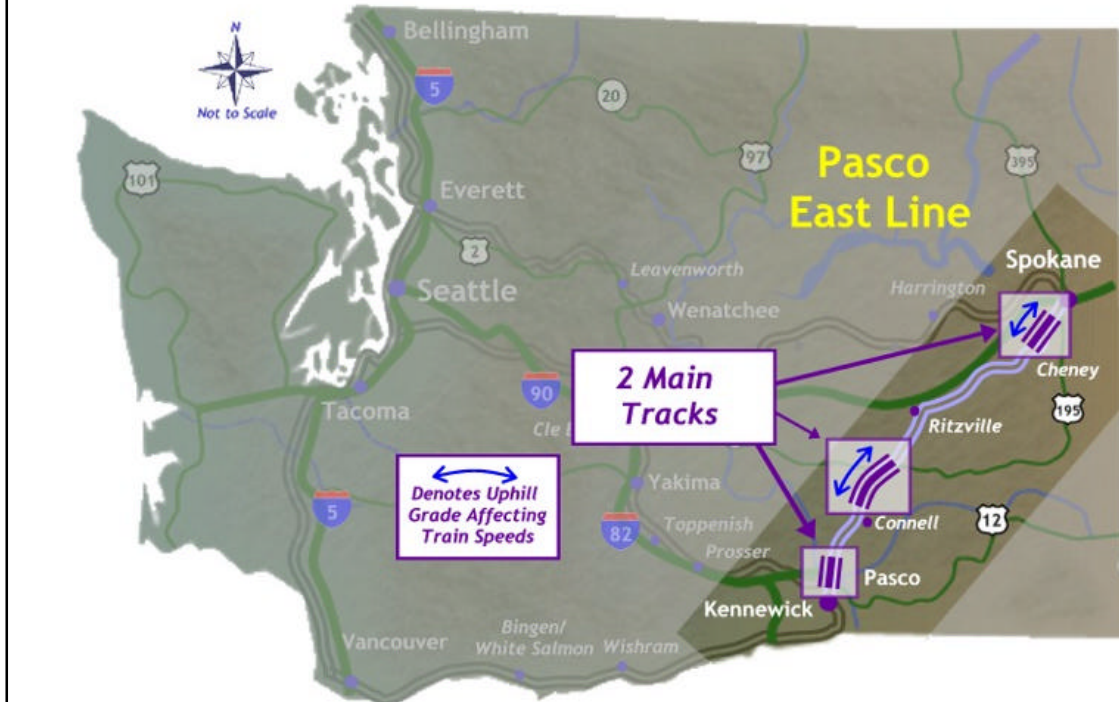 N
Not to Scale
Bellingham
5
20
97
395
101
Pasco
East Line
Everett
2
Leavenworth
Spokane
Seattle
Harrington
Wenatchee
2 Main
Tracks
Cheney
90
Tacoma
195
Ritzville
Denotes Uphill
Grade Affecting
Train Speeds
Yakima
5
82
Toppenish
Connell
12
Prosser
Pasco
Kennewick
Vancouver
Bingen/
White Salmon
Wishram